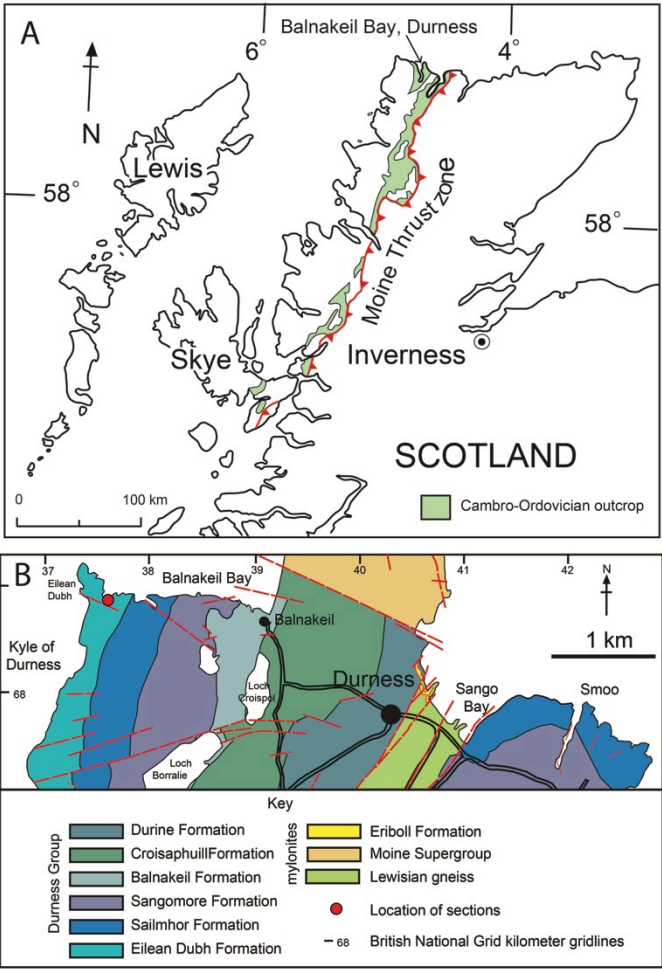 A
6°
4°
Balnakeil Bay, Durness
N
Lewis
58°
58°
Moine Thrust zone
Skye
Inverness
SCOTLAND
0 100 km
Cambro-Ordovician outcrop
B
37 38 39 40 41 42
Eilean
Dubh
Balnakeil Bay
N
Balnakeil
1 km
Kyle of
Durness
68
Loch
Croispol
Durness
Sango
Bay
Smoo
Loch
Borralie
Key
Durness Group
Durine Formation
CroisaphuillFormation
Balnakeil Formation
Sangomore Formation
Sailmhor Formation
Eilean Dubh Formation
mylonites
Eriboll Formation
Moine Supergroup
Lewisian gneiss
Location of sections
– 68 British National Grid kilometer gridlines